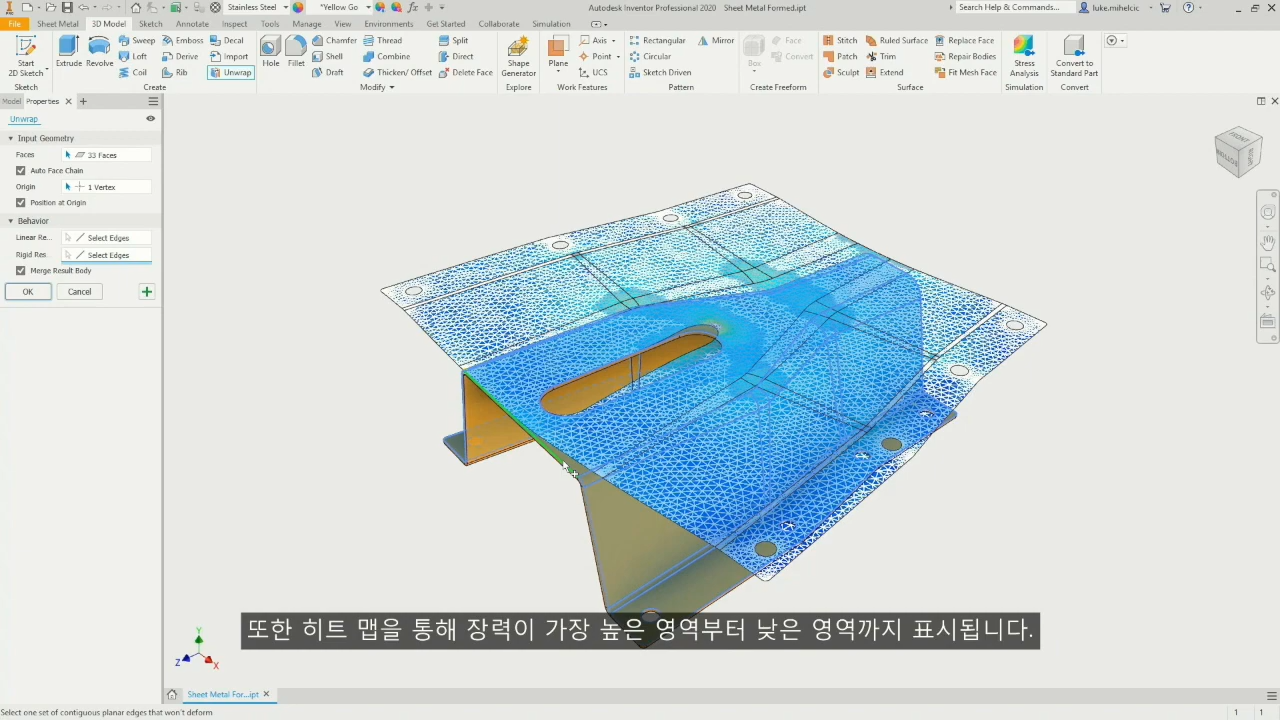 Stainless Steel
*Yellow Go
Autodesk Inventor Professional 2020 Sheet Metal Formed.ipt
Search Help & Commands...
luke.mihelcic
File Sheet Metal 3D Model Sketch Annotate Inspect Tools Manage View Environments Get Started Collaborate Simulation
Start
2D Sketch
Sketch
Extrude Revolve
Sweep Emboss Decal
Loft Derive Import
Coil Rib Unwrap
Create
Hole Fillet
Chamfer Thread Split
Shell Combine Direct
Draft Thicken/ Offset Delete Face
Modify
Shape
Generator
Explore
Plane
Axis
Point
UCS
Work Features
Rectangular Mirror
Circular
Sketch Driven
Pattern
Box
Face
Convert
Create Freeform
Stitch Ruled Surface Replace Face
Patch Trim Repair Bodies
Sculpt Extend Fit Mesh Face
Surface
Stress
Analysis
Simulation
Convert to
Standard Part
Convert
Model Properties
Unwrap
Input Geometry
Faces 33 Faces
Auto Face Chain
Origin 1 Vertex
Position at Origin
Behavior
Linear Re... Select Edges
Rigid Res... Select Edges
Merge Result Body
OK Cancel
FRONT
BOTTOM
또한 히트 맵을 통해 장력이 가장 높은 영역부터 낮은 영역까지 표시됩니다.
Y
Z
X
Sheet Metal For...ipt
Select one set of contiguous planar edges that won't deform
1 1